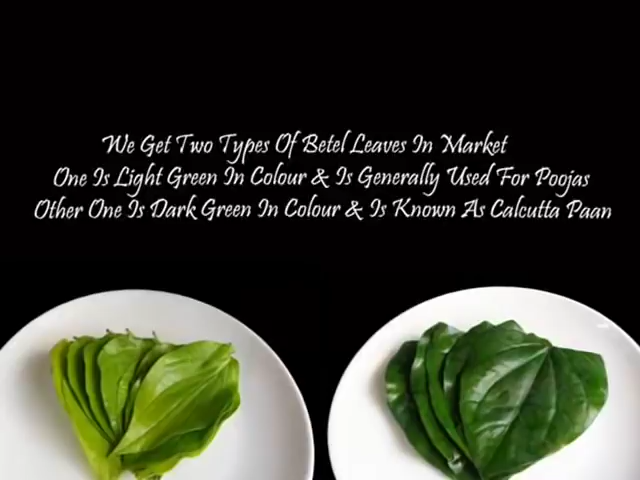 We Get Two Types Of Betel Leaves In Market
One Is Light Green In Colour & Is Generally Used For Poojas
Other One Is Dark Green In Colour & Is Known As Calcutta Paan